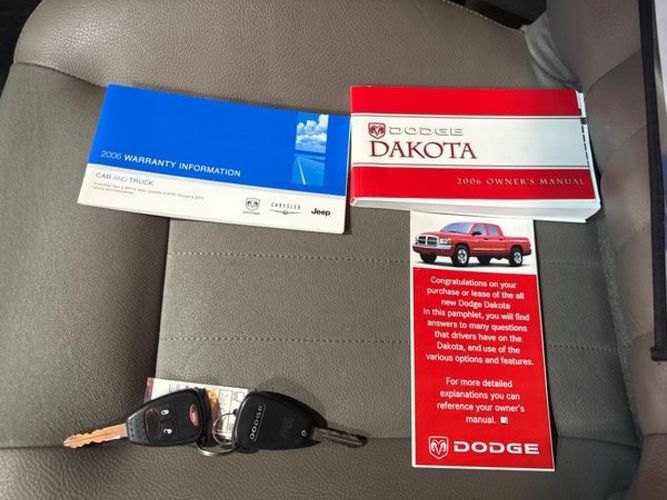 2006 WARRANTY INFORMATION
CAR AND TRUCK
CHRYSLER
Jeep
DODGE
DAKOTA
2006 OWNER'S MANUAL
Congratulations on your
purchase or lease of the all
new Dodge Dakota
In this pamphlet, you will find
answers to many questions
that drivers have on the
Dakota, and use of the
various options and features.
For more detailed
explanations you can
reference your owner's
manual.
DODGE
DODGE